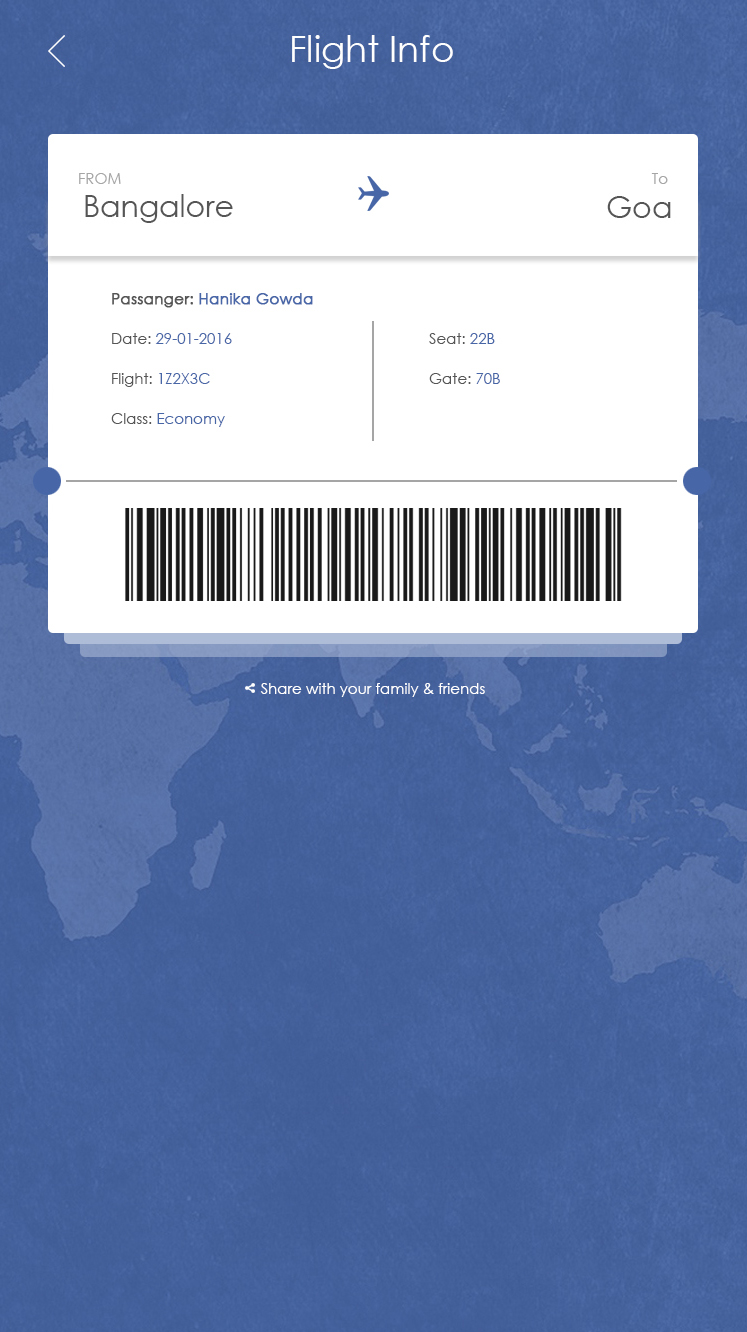 Flight Info
FROM
To
Bangalore
Goa
Passanger: Hanika Gowda
Date: 29-01-2016
Seat: 22B
Flight: 1Z2X3C
Gate: 70B
Class: Economy
Share with your family & friends